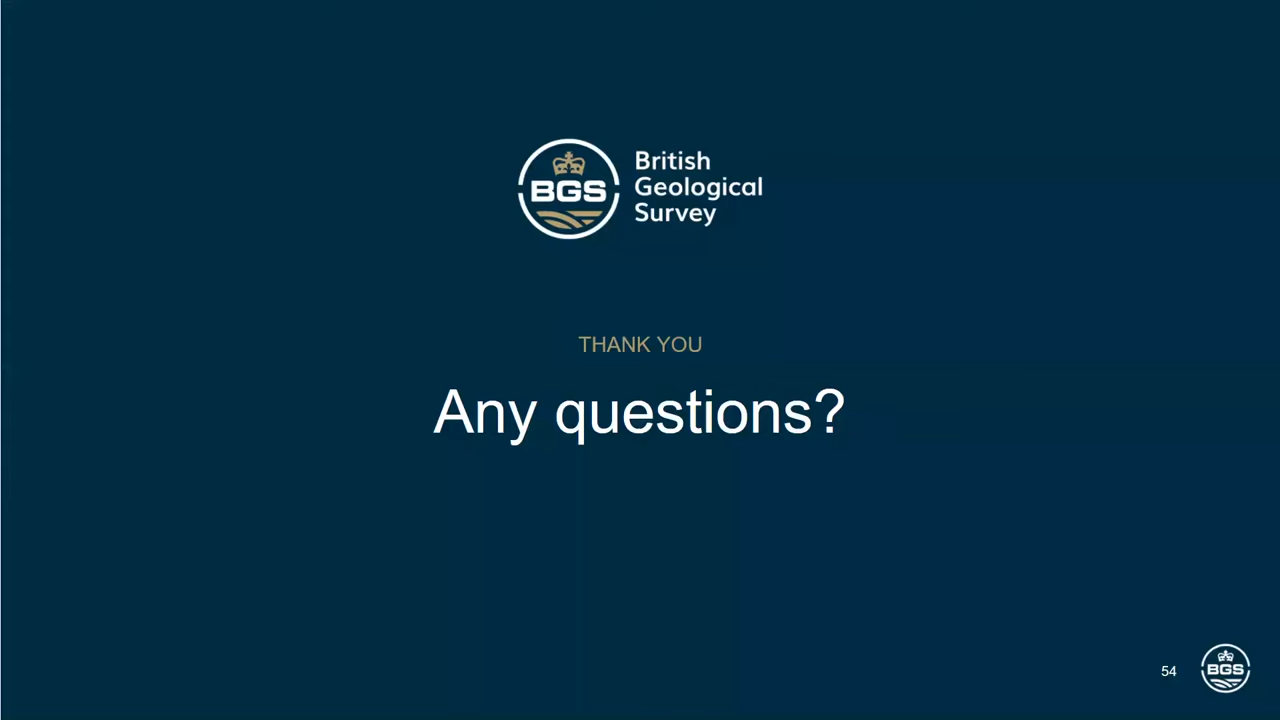 BGS
British
Geological
Survey
THANK YOU
Any questions?
54
BGS